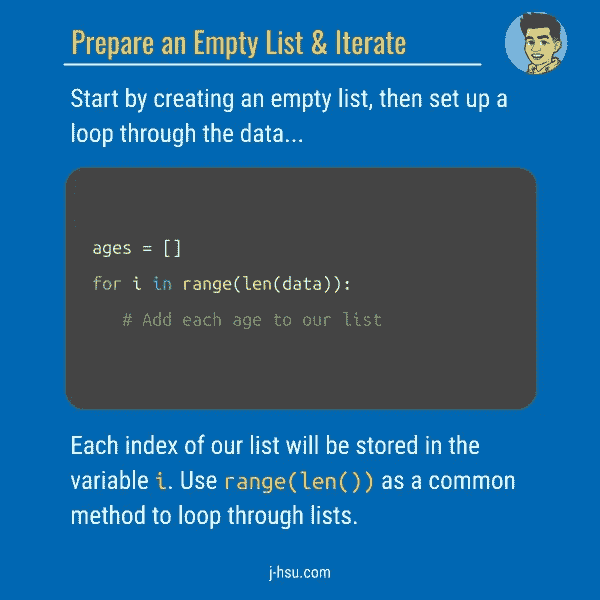 Prepare an Empty List & Iterate
Start by creating an empty list, then set up a
loop through the data...
ages = []
for i in range(len(data)):
   # Add each age to our list
Each index of our list will be stored in the
variable i. Use range(len()) as a common
method to loop through lists.
j-hsu.com